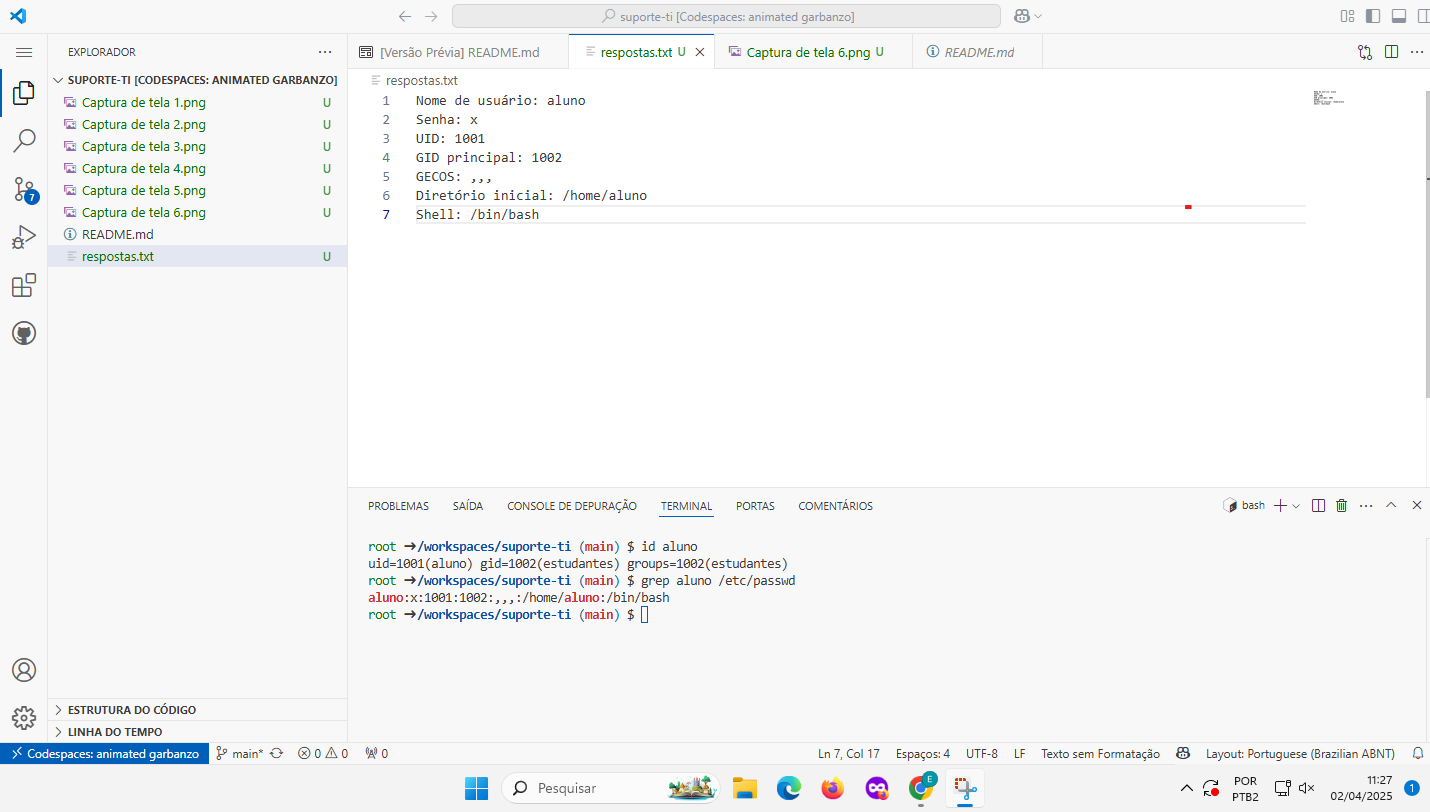 suporte-ti [Codespaces: animated garbanzo]
EXPLORADOR
SUPORTE-TI [CODESPACES: ANIMATED GARBANZO]
Captura de tela 1.png U
Captura de tela 2.png U
Captura de tela 3.png U
Captura de tela 4.png U
Captura de tela 5.png U
Captura de tela 6.png U
README.md
respostas.txt U
7
ESTRUTURA DO CÓDIGO
LINHA DO TEMPO
[Versão Prévia] README.md
respostas.txt U
Captura de tela 6.png U
README.md
respostas.txt
1 Nome de usuário: aluno
2 Senha: x
3 UID: 1001
4 GID principal: 1002
5 GECOS: ,,,
6 Diretório inicial: /home/aluno
7 Shell: /bin/bash
PROBLEMAS SAÍDA CONSOLE DE DEPURAÇÃO TERMINAL PORTAS COMENTÁRIOS
bash
root ➜/workspaces/suporte-ti (main) $ id aluno
uid=1001(aluno) gid=1002(estudantes) groups=1002(estudantes)
root ➜/workspaces/suporte-ti (main) $ grep aluno /etc/passwd
aluno:x:1001:1002:,,,:/home/aluno:/bin/bash
root ➜/workspaces/suporte-ti (main) $
Codespaces: animated garbanzo main* 0 0 0 Ln 7, Col 17 Espaços: 4 UTF-8 LF Texto sem Formatação Layout: Portuguese (Brazilian ABNT)
Pesquisar
E
POR
PTB2
11:27
02/04/2025
1